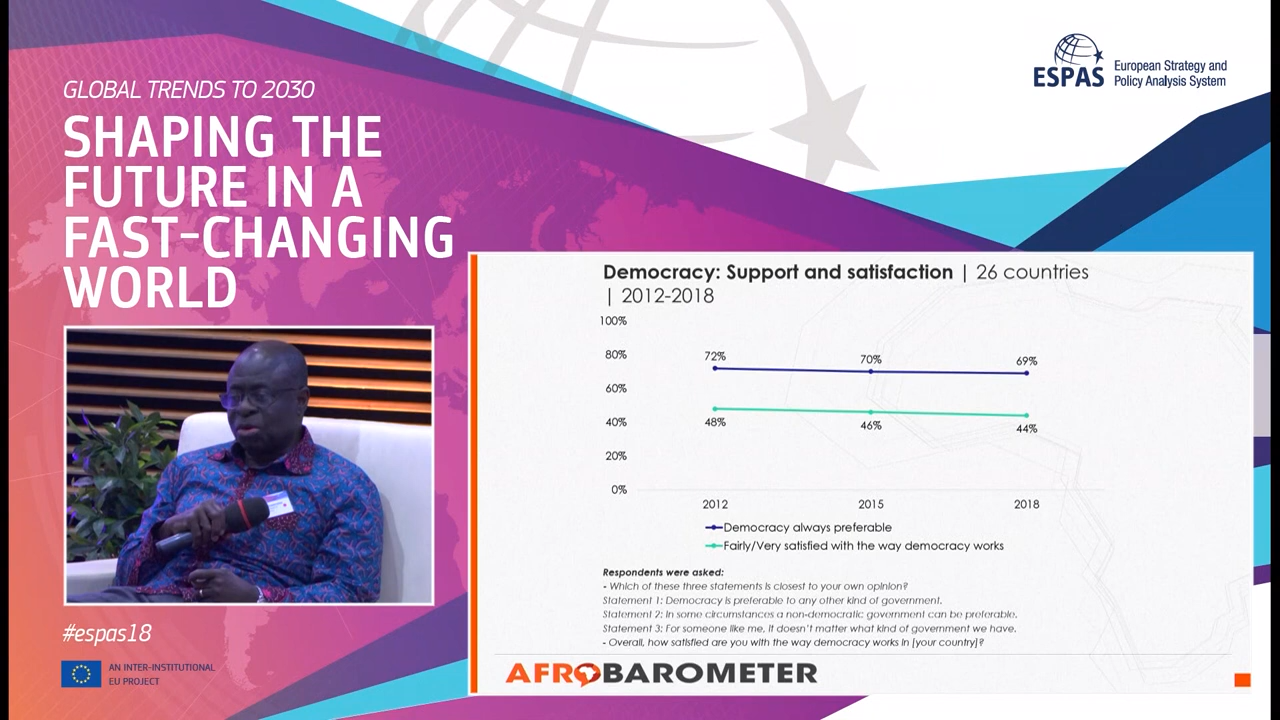 GLOBAL TRENDS TO 2030
SHAPING THE
FUTURE IN A
FAST-CHANGING
WORLD
#espas18
AN INTER-INSTITUTIONAL
EU PROJECT
ESPAS
European Strategy and
Policy Analysis System
Democracy: Support and satisfaction | 26 countries
| 2012-2018
100%
80%
60%
40%
20%
0%
72%
70%
69%
48%
46%
44%
2012
2015
2018
Democracy always preferable
Fairly/Very satisfied with the way democracy works
Respondents were asked:
- Which of these three statements is closest to your own opinion?
Statement 1: Democracy is preferable to any other kind of government.
Statement 2: In some circumstances a non-democratic government can be preferable.
Statement 3: For someone like me, it doesn't matter what kind of government we have.
- Overall, how satisfied are you with the way democracy works in [your country]?
AFROBAROMETER